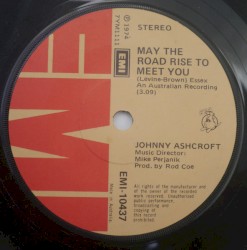 STEREO
℗ 1974
EMI
MAY THE
ROAD RISE TO
MEET YOU
(Levine-Brown) Essex
An Australian Recording
(3.09)
JOHNNY ASHCROFT
Music Director:
Mike Perjanik
Prod. by Rod Coe
EMI-10437
All rights of the manufacturer and
of the owner of the recorded
work reserved. Unauthorised
public performance,
broadcasting and
copying of
this record
prohibited.
EMI